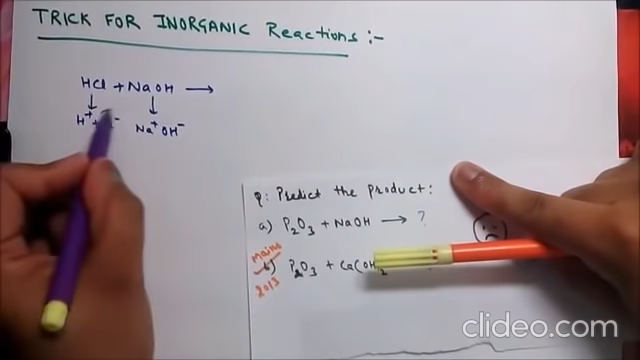 TRICK FOR INORGANIC Reactions :-
HCl + NaOH →
↓ ↓
H⁺ + Na⁺ OH⁻
Q: Predict the product:
a) P₂O₃ + NaOH → ?
Mains
b) P₂O₃ + Ca(OH)₂
2013
clideo.com